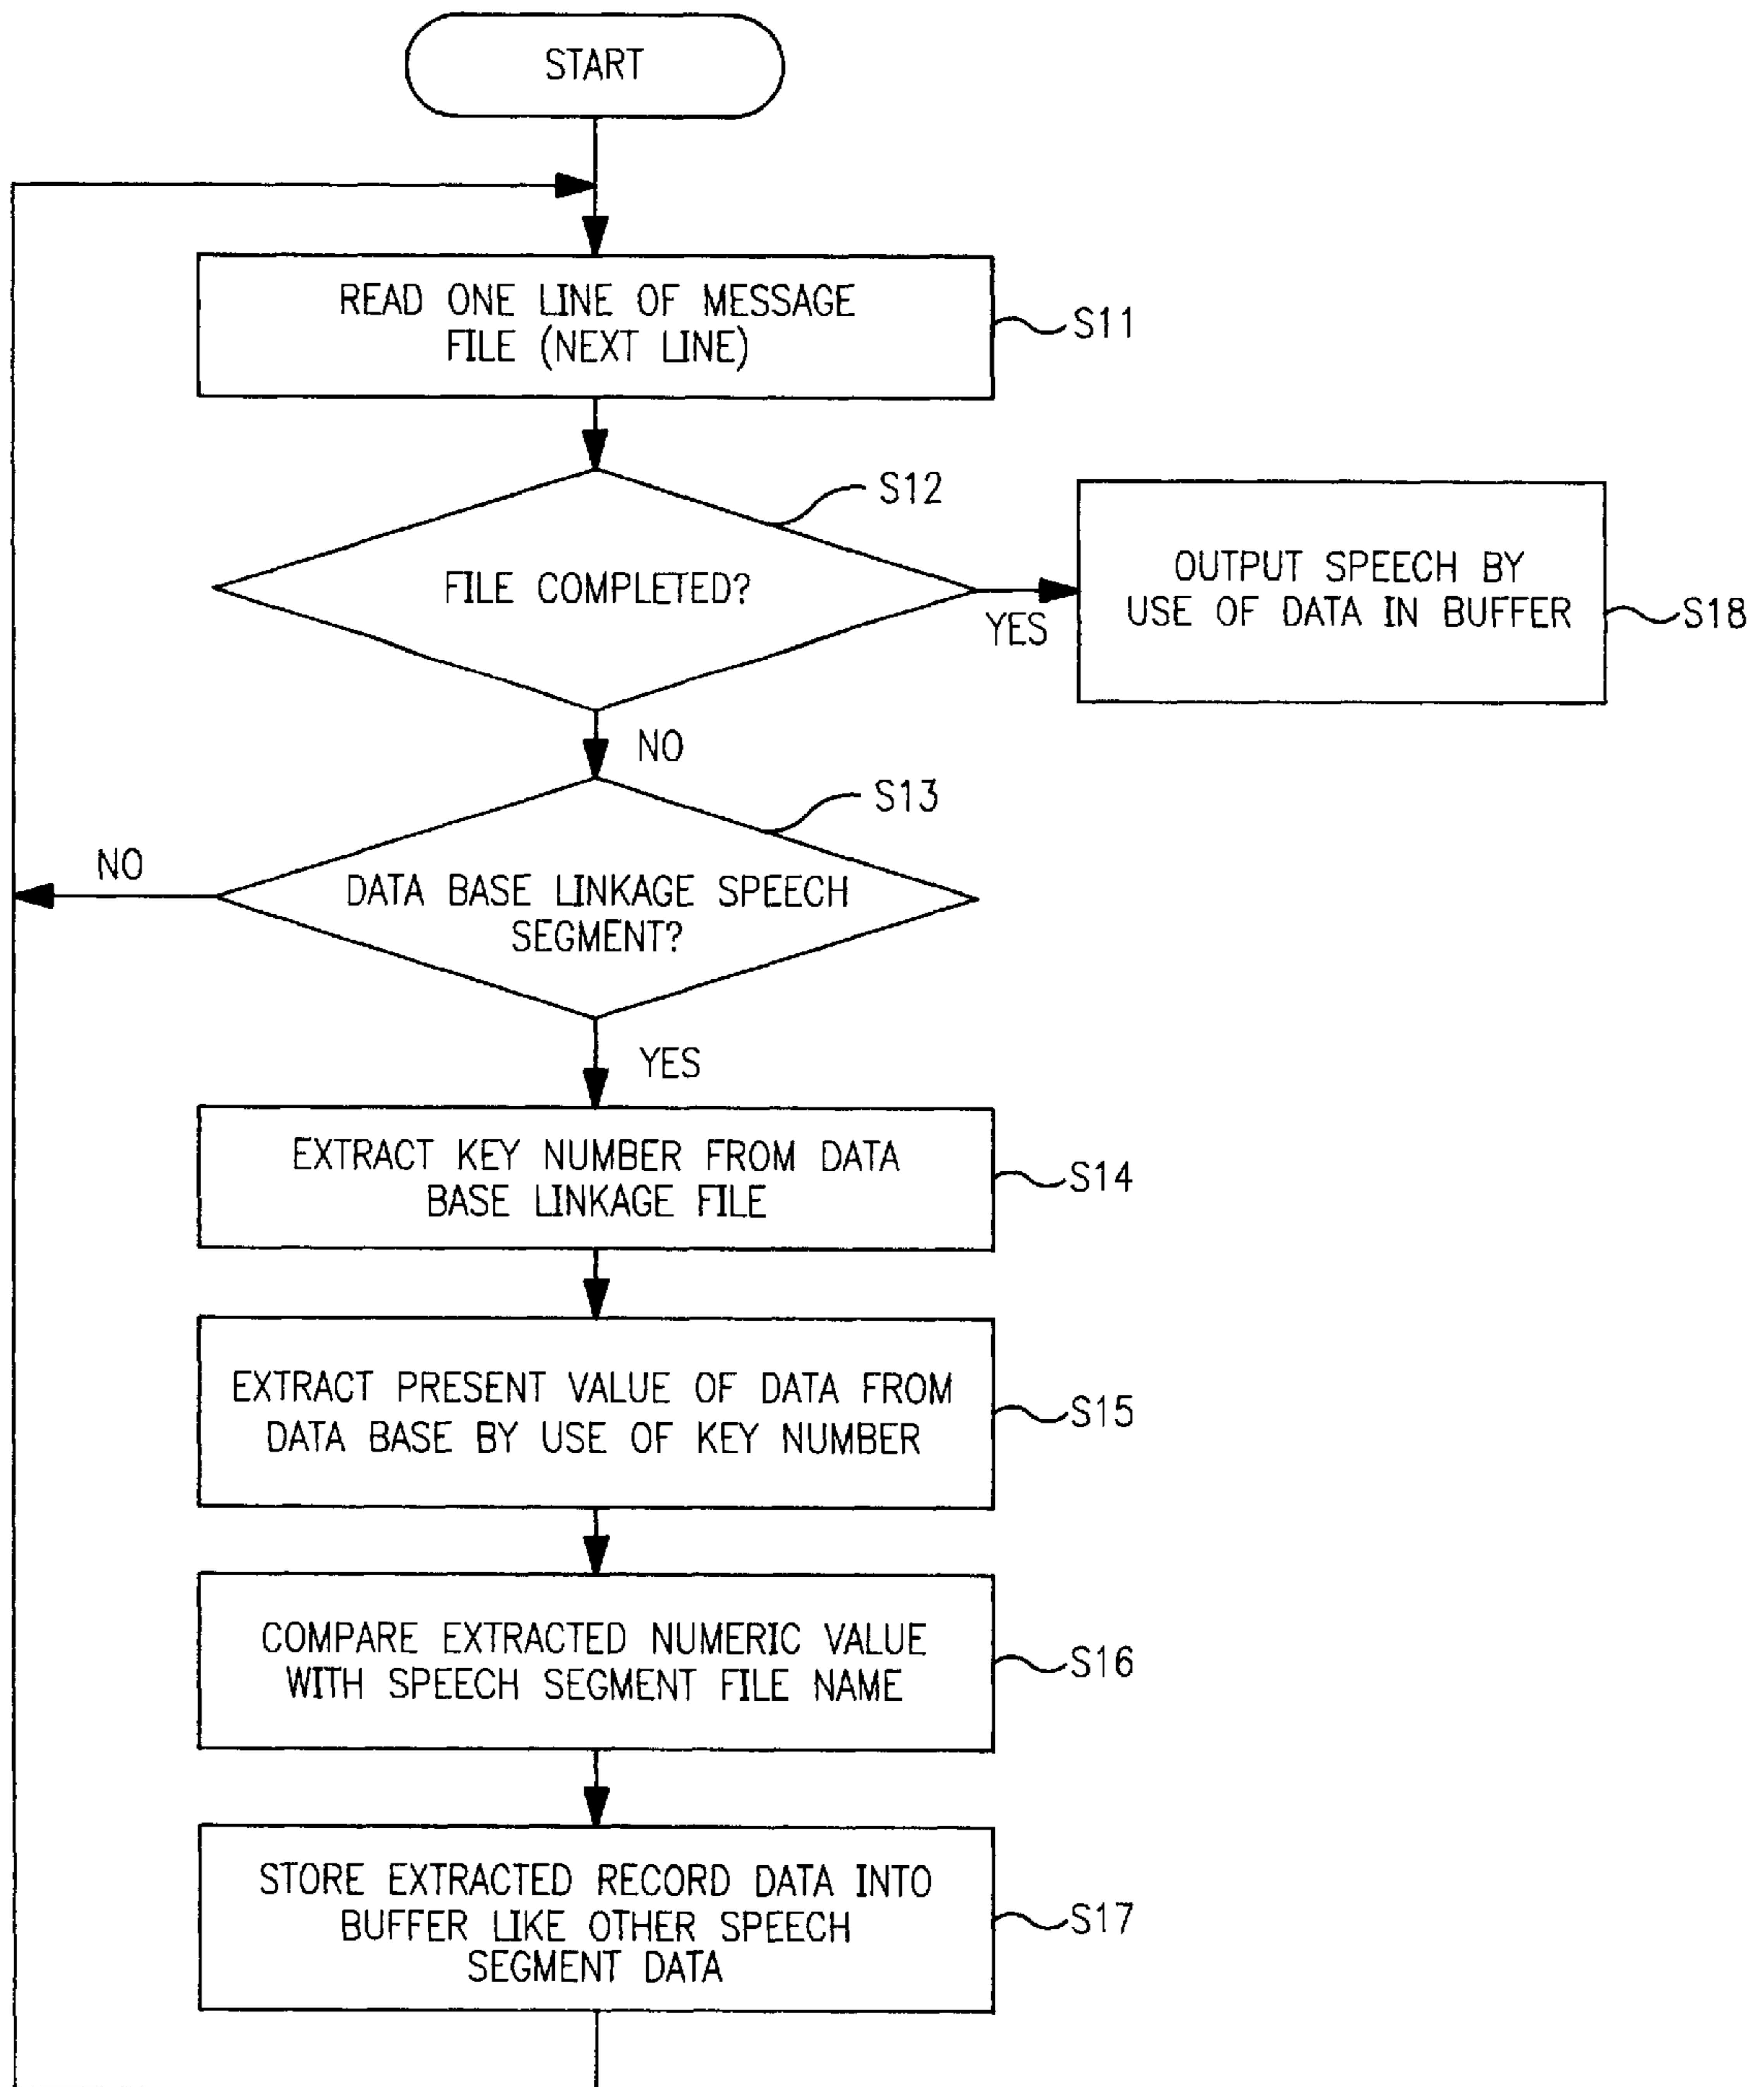 START
READ ONE LINE OF MESSAGE
FILE (NEXT LINE)
S11
S12
FILE COMPLETED?
YES
OUTPUT SPEECH BY
USE OF DATA IN BUFFER
S18
NO
S13
NO
DATA BASE LINKAGE SPEECH
SEGMENT?
YES
EXTRACT KEY NUMBER FROM DATA
BASE LINKAGE FILE
S14
EXTRACT PRESENT VALUE OF DATA FROM
DATA BASE BY USE OF KEY NUMBER
S15
COMPARE EXTRACTED NUMERIC VALUE
WITH SPEECH SEGMENT FILE NAME
S16
STORE EXTRACTED RECORD DATA INTO
BUFFER LIKE OTHER SPEECH
SEGMENT DATA
S17